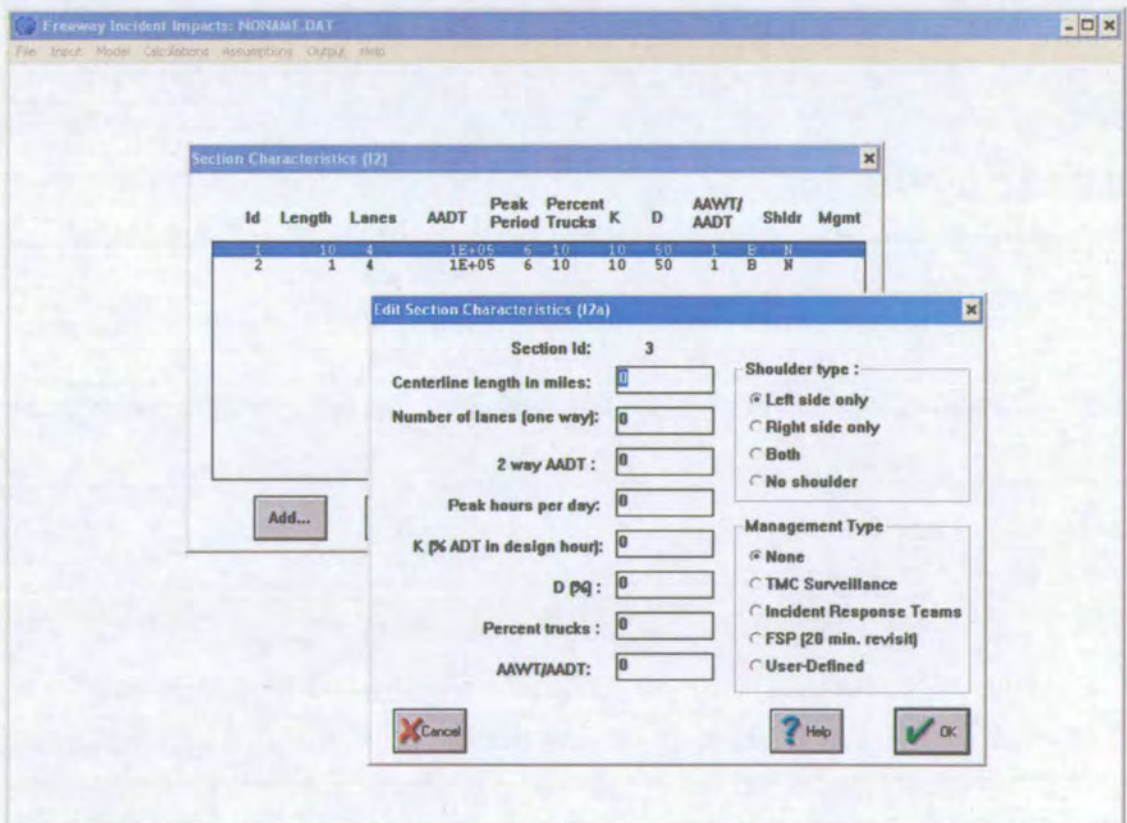 Freeway Incident Impacts: NONAME.DAT
File Input Model Calculations Assumptions Output Help
Section Characteristics (I2)
Id Length Lanes AADT Peak Period Percent Trucks K D AAWT/AADT Shldr Mgmt
1 10 4 1E+05 6 10 10 50 1 B N
2 1 4 1E+05 6 10 10 50 1 B N
Add...
Edit Section Characteristics (I2a)
Section Id: 3
Centerline length in miles: 0
Number of lanes (one way): 0
2 way AADT : 0
Peak hours per day: 0
K (% ADT in design hour): 0
D (%) : 0
Percent trucks : 0
AAWT/AADT: 0
Shoulder type :
Left side only
Right side only
Both
No shoulder
Management Type
None
TMC Surveillance
Incident Response Teams
FSP (20 min. revisit)
User-Defined
Cancel
Help
OK